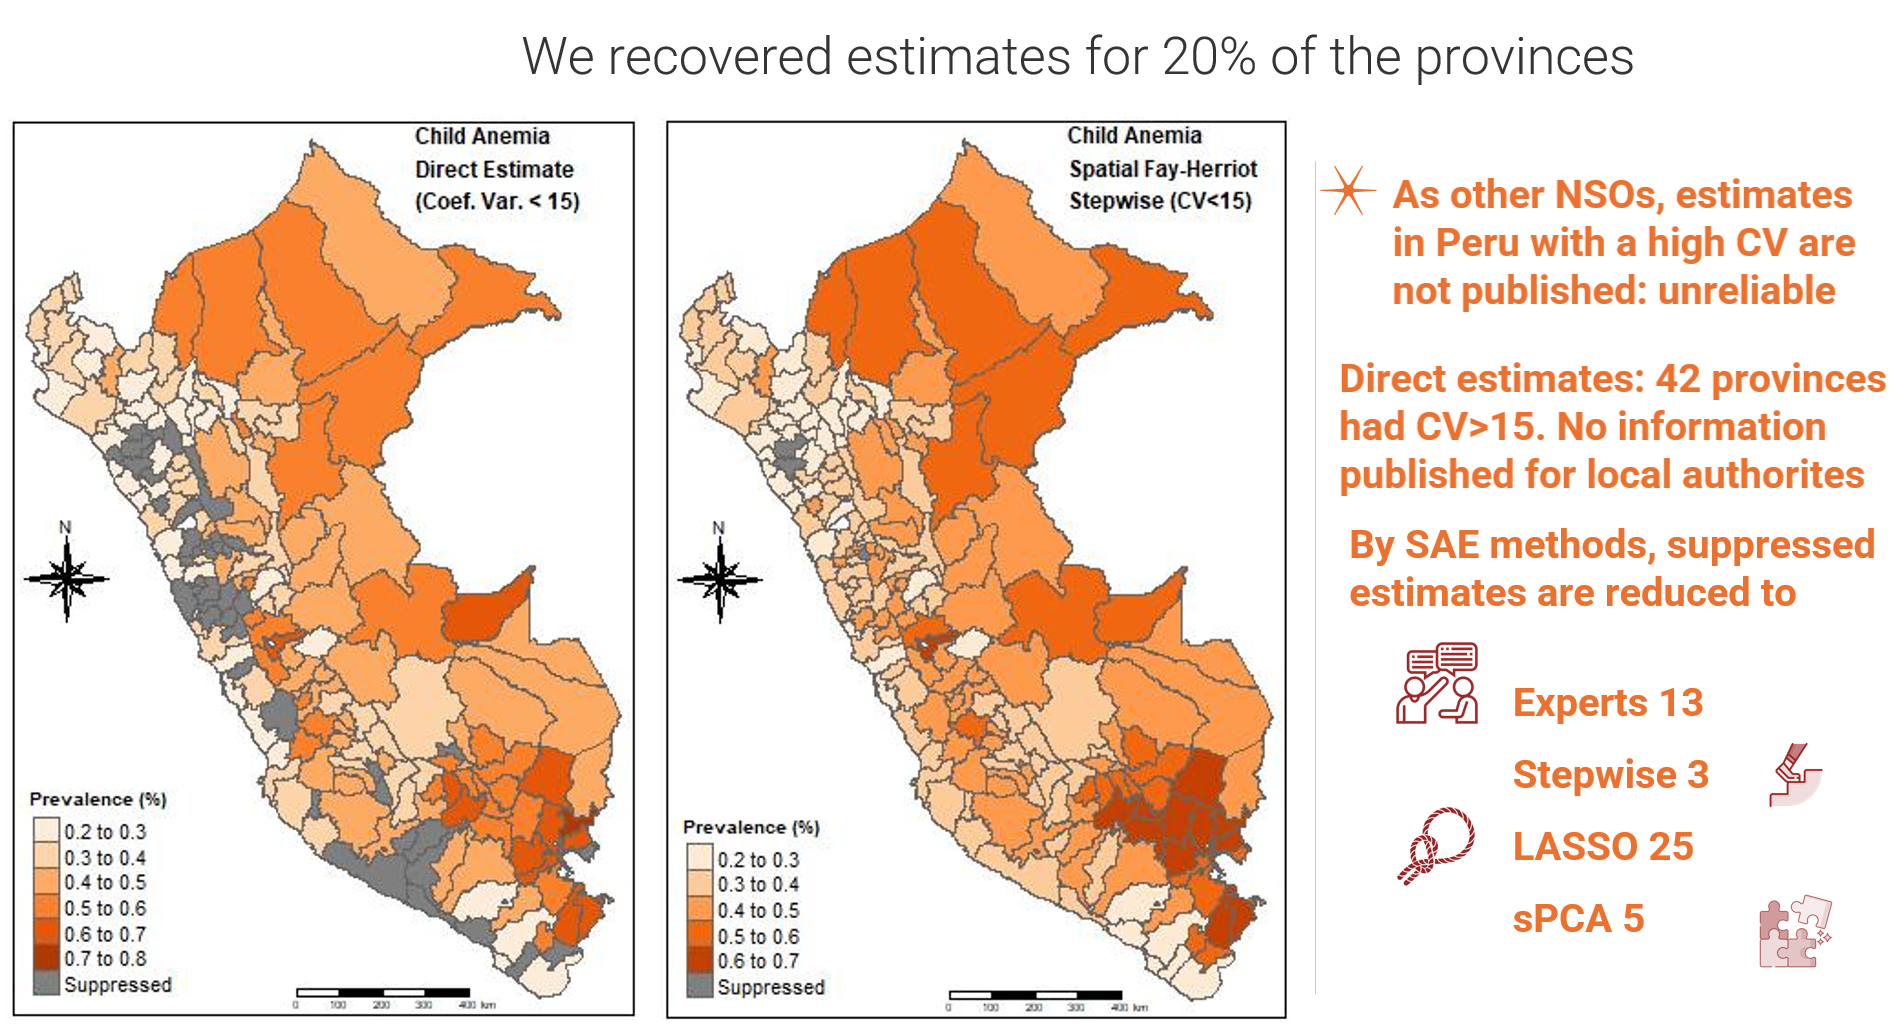 We recovered estimates for 20% of the provinces
Child Anemia
Direct Estimate
(Coef. Var. < 15)
N
Prevalence (%)
0.2 to 0.3
0.3 to 0.4
0.4 to 0.5
0.5 to 0.6
0.6 to 0.7
0.7 to 0.8
Suppressed
0 100 200 300 400 km
Child Anemia
Spatial Fay-Herriot
Stepwise (CV<15)
N
Prevalence (%)
0.2 to 0.3
0.3 to 0.4
0.4 to 0.5
0.5 to 0.6
0.6 to 0.7
Suppressed
0 100 200 300 400 km
As other NSOs, estimates
in Peru with a high CV are
not published: unreliable
Direct estimates: 42 provinces
had CV>15. No information
published for local authorites
By SAE methods, suppressed
estimates are reduced to
Experts 13
Stepwise 3
LASSO 25
sPCA 5